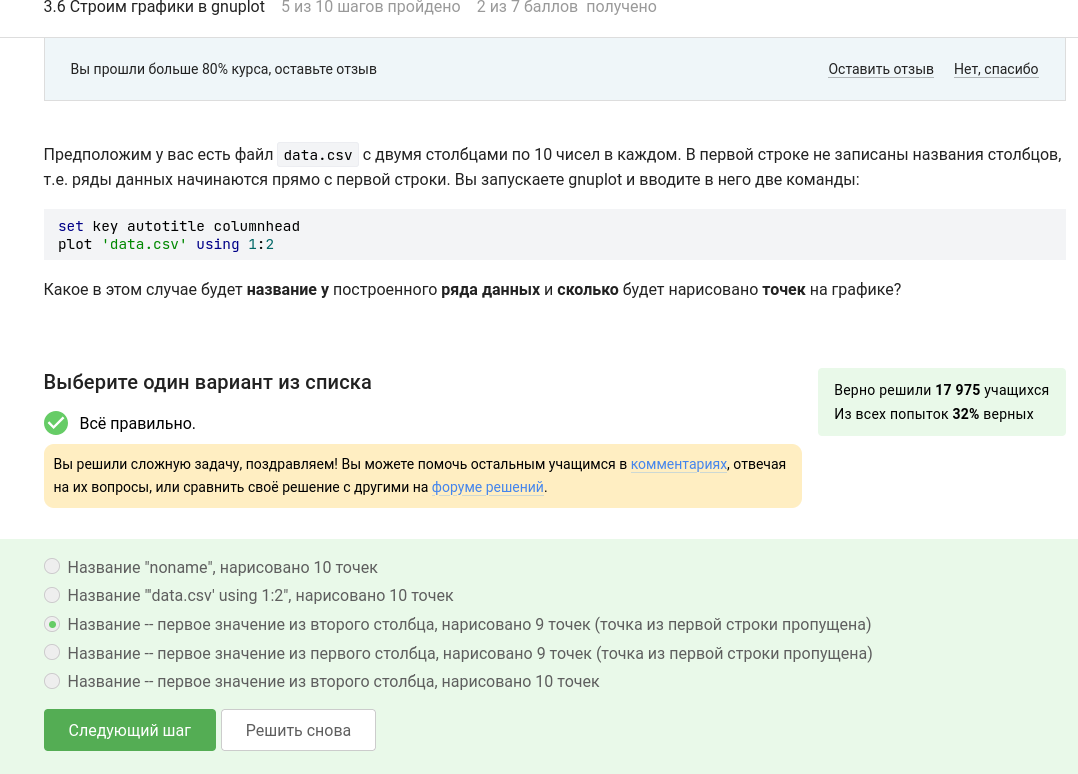 3.6 Строим графики в gnuplot 5 из 10 шагов пройдено 2 из 7 баллов получено
Вы прошли больше 80% курса, оставьте отзыв Оставить отзыв Нет, спасибо
Предположим у вас есть файл data.csv с двумя столбцами по 10 чисел в каждом. В первой строке не записаны названия столбцов,
т.е. ряды данных начинаются прямо с первой строки. Вы запускаете gnuplot и вводите в него две команды:
set key autotitle columnhead
plot 'data.csv' using 1:2
Какое в этом случае будет название у построенного ряда данных и сколько будет нарисовано точек на графике?
Выберите один вариант из списка
Верно решили 17 975 учащихся
Из всех попыток 32% верных
Всё правильно.
Вы решили сложную задачу, поздравляем! Вы можете помочь остальным учащимся в комментариях, отвечая
на их вопросы, или сравнить своё решение с другими на форуме решений.
Название "noname", нарисовано 10 точек
Название "'data.csv' using 1:2", нарисовано 10 точек
Название -- первое значение из второго столбца, нарисовано 9 точек (точка из первой строки пропущена)
Название -- первое значение из первого столбца, нарисовано 9 точек (точка из первой строки пропущена)
Название -- первое значение из второго столбца, нарисовано 10 точек
Следующий шаг Решить снова